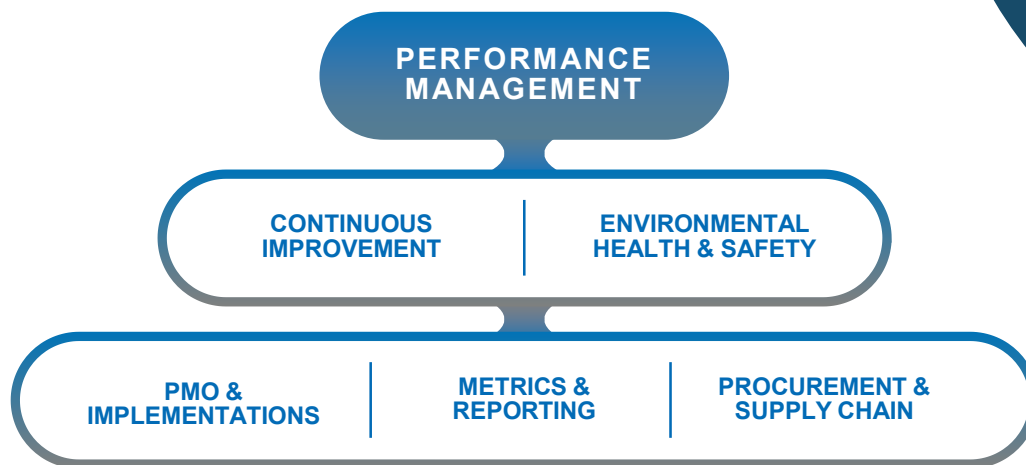 PERFORMANCE
MANAGEMENT
CONTINUOUS
IMPROVEMENT
ENVIRONMENTAL
HEALTH & SAFETY
PMO &
IMPLEMENTATIONS
METRICS &
REPORTING
PROCUREMENT &
SUPPLY CHAIN